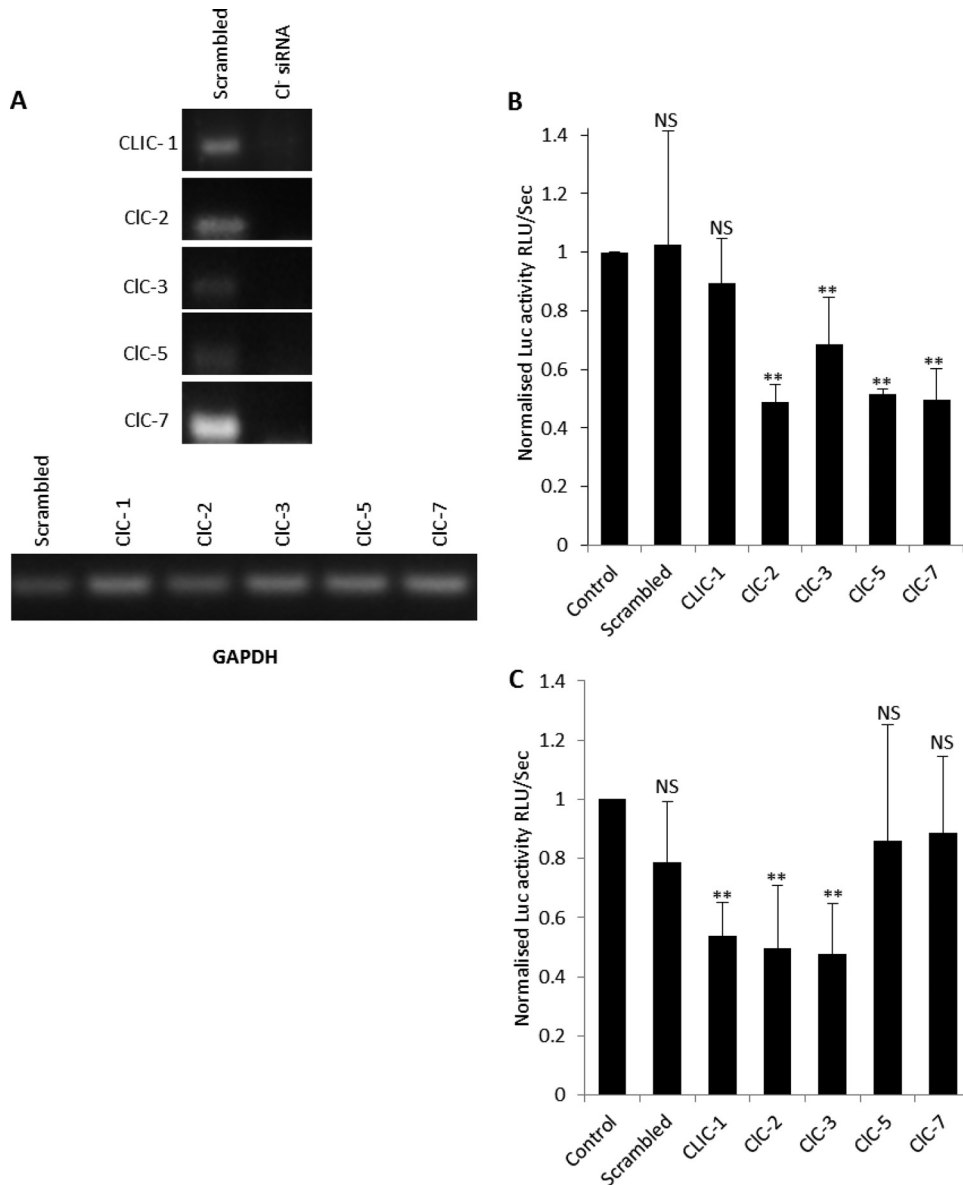 A
Scrambled
Cl- siRNA
CLIC- 1
ClC-2
ClC-3
ClC-5
ClC-7
Scrambled
ClC- 1
ClC-2
ClC-3
ClC-5
ClC-7
GAPDH
B
Normalised Luc activity RLU/Sec
1.4
1.2
1
0.8
0.6
0.4
0.2
0
NS
NS
**
**
**
**
Control
Scrambled
CLIC-1
ClC-2
ClC-3
ClC-5
ClC-7
C
Normalised Luc activity RLU/Sec
1.4
1.2
1
0.8
0.6
0.4
0.2
0
NS
**
**
**
NS
NS
Control
Scrambled
CLIC-1
ClC-2
ClC-3
ClC-5
ClC-7